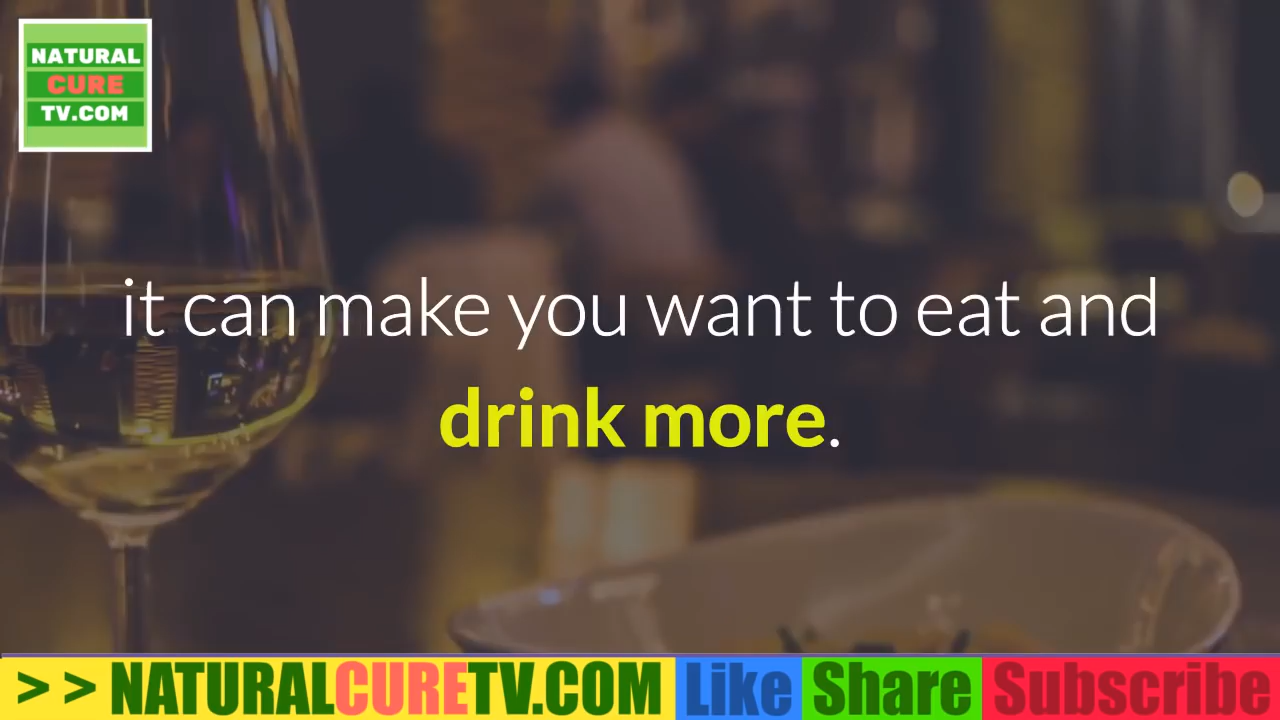 NATURAL
CURE
TV.COM
it can make you want to eat and
drink more.
> > NATURALCURETV.COM Like Share Subscribe